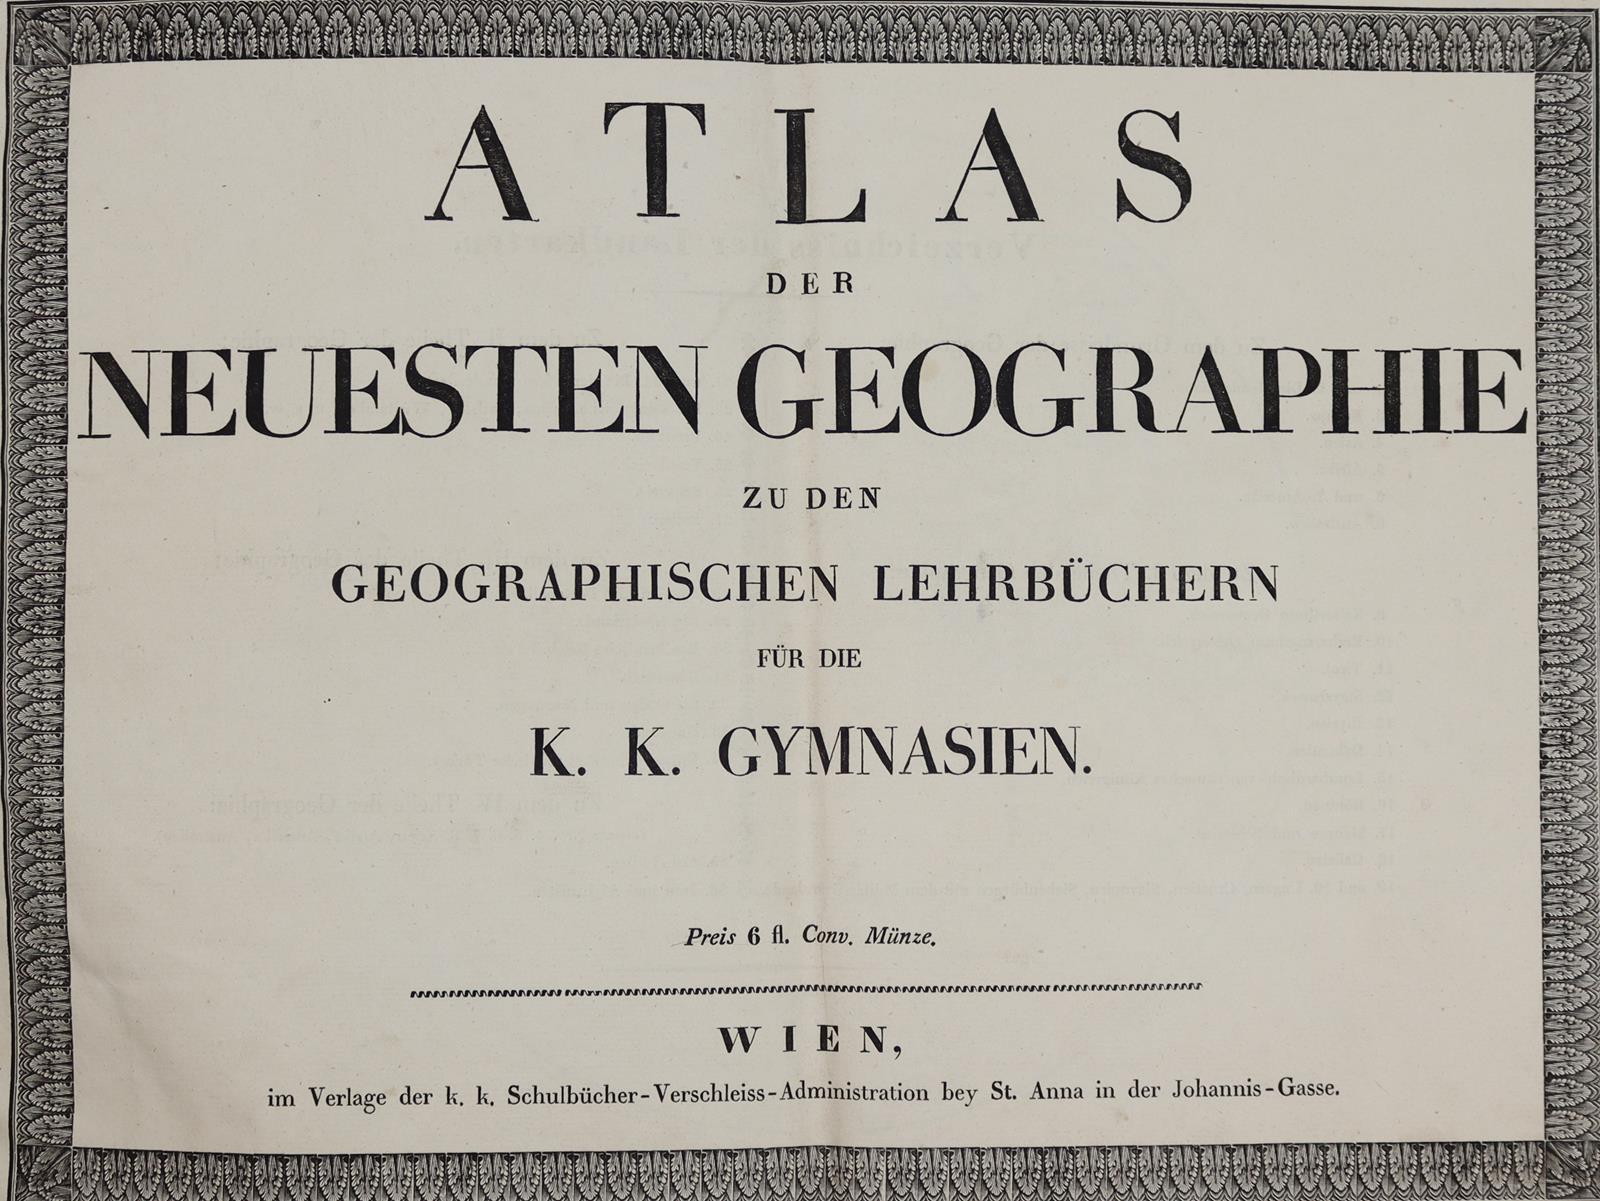 ATLAS
DER
NEUESTEN GEOGRAPHIE
ZU DEN
GEOGRAPHISCHEN LEHRBÜCHERN
FÜR DIE
K. K. GYMNASIEN.
Preis 6 fl. Conv. Münze.
WIEN,
im Verlage der k. k. Schulbücher-Verschleiss-Administration bey St. Anna in der Johannis-Gasse.